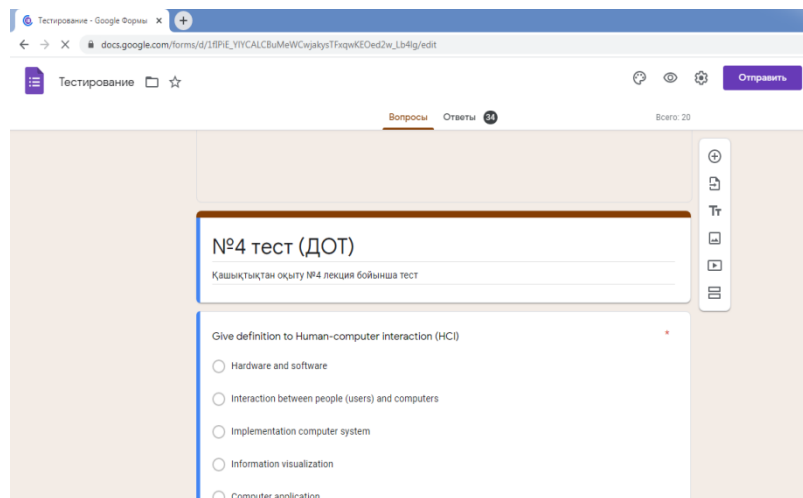 Тестирование - Google Формы
docs.google.com/forms/d/1flPiE_YlYCALCBuMeWCwjakysTFxqwKEOed2w_Lb4lg/edit
Тестирование
Отправить
Вопросы Ответы 34
Всего: 20
№4 тест (ДОТ)
Қашықтықтан оқыту №4 лекция бойынша тест
Give definition to Human-computer interaction (HCI) *
Hardware and software
Interaction between people (users) and computers
Implementation computer system
Information visualization
Computer application